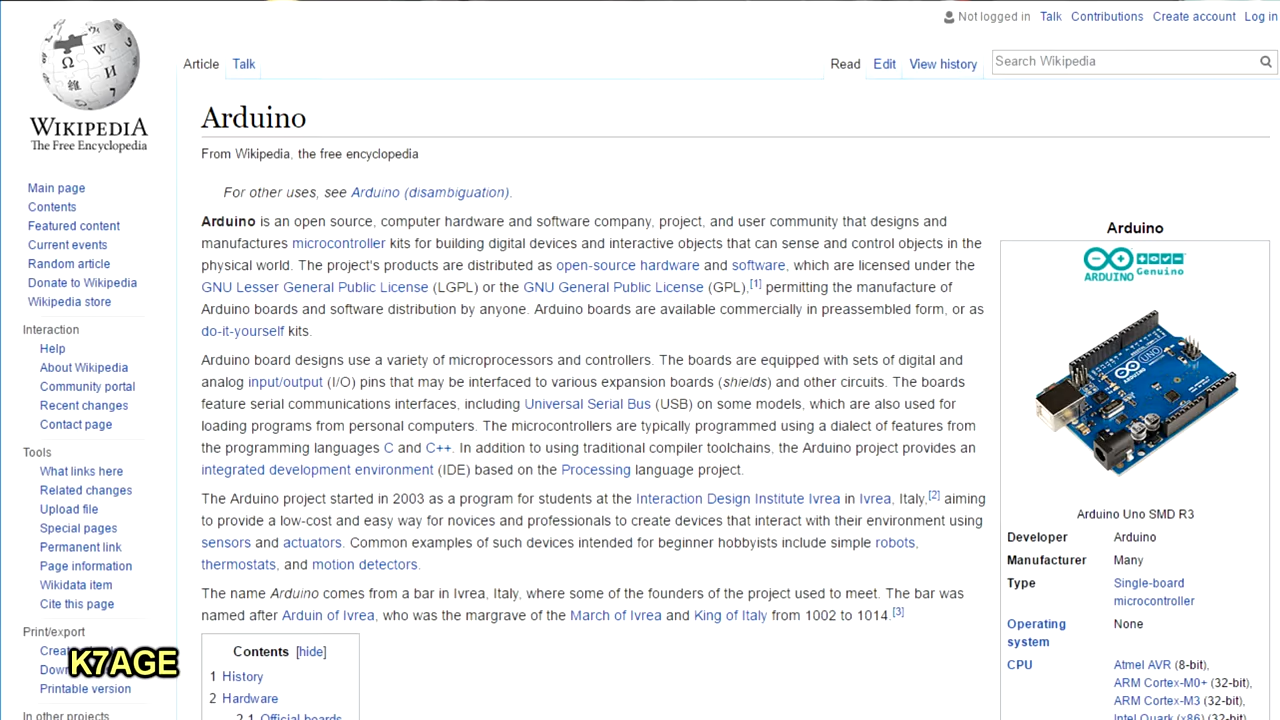 Not logged in Talk Contributions Create account Log in
Article Talk Read Edit View history Search Wikipedia
WIKIPEDIA
The Free Encyclopedia
Main page
Contents
Featured content
Current events
Random article
Donate to Wikipedia
Wikipedia store
Interaction
Help
About Wikipedia
Community portal
Recent changes
Contact page
Tools
What links here
Related changes
Upload file
Special pages
Permanent link
Page information
Wikidata item
Cite this page
Print/export
Printable version
In other projects
K7AGE
Arduino
From Wikipedia, the free encyclopedia
For other uses, see Arduino (disambiguation).
Arduino is an open source, computer hardware and software company, project, and user community that designs and
manufactures microcontroller kits for building digital devices and interactive objects that can sense and control objects in the
physical world. The project's products are distributed as open-source hardware and software, which are licensed under the
GNU Lesser General Public License (LGPL) or the GNU General Public License (GPL),[1] permitting the manufacture of
Arduino boards and software distribution by anyone. Arduino boards are available commercially in preassembled form, or as
do-it-yourself kits.
Arduino board designs use a variety of microprocessors and controllers. The boards are equipped with sets of digital and
analog input/output (I/O) pins that may be interfaced to various expansion boards (shields) and other circuits. The boards
feature serial communications interfaces, including Universal Serial Bus (USB) on some models, which are also used for
loading programs from personal computers. The microcontrollers are typically programmed using a dialect of features from
the programming languages C and C++. In addition to using traditional compiler toolchains, the Arduino project provides an
integrated development environment (IDE) based on the Processing language project.
The Arduino project started in 2003 as a program for students at the Interaction Design Institute Ivrea in Ivrea, Italy,[2] aiming
to provide a low-cost and easy way for novices and professionals to create devices that interact with their environment using
sensors and actuators. Common examples of such devices intended for beginner hobbyists include simple robots,
thermostats, and motion detectors.
The name Arduino comes from a bar in Ivrea, Italy, where some of the founders of the project used to meet. The bar was
named after Arduin of Ivrea, who was the margrave of the March of Ivrea and King of Italy from 1002 to 1014.[3]
Contents [hide]
1 History
2 Hardware
2.1 Official boards
Arduino
ARDUINO Genuino
UNO
Arduino Uno SMD R3
Developer Arduino
Manufacturer Many
Type Single-board
microcontroller
Operating None
system
CPU Atmel AVR (8-bit),
ARM Cortex-M0+ (32-bit),
ARM Cortex-M3 (32-bit),
Intel Quark (x86) (32-bit)